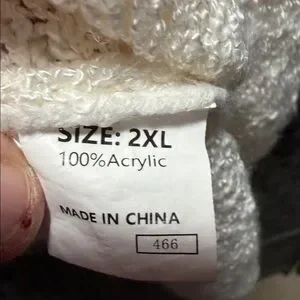 SIZE: 2XL
100%Acrylic
MADE IN CHINA
466